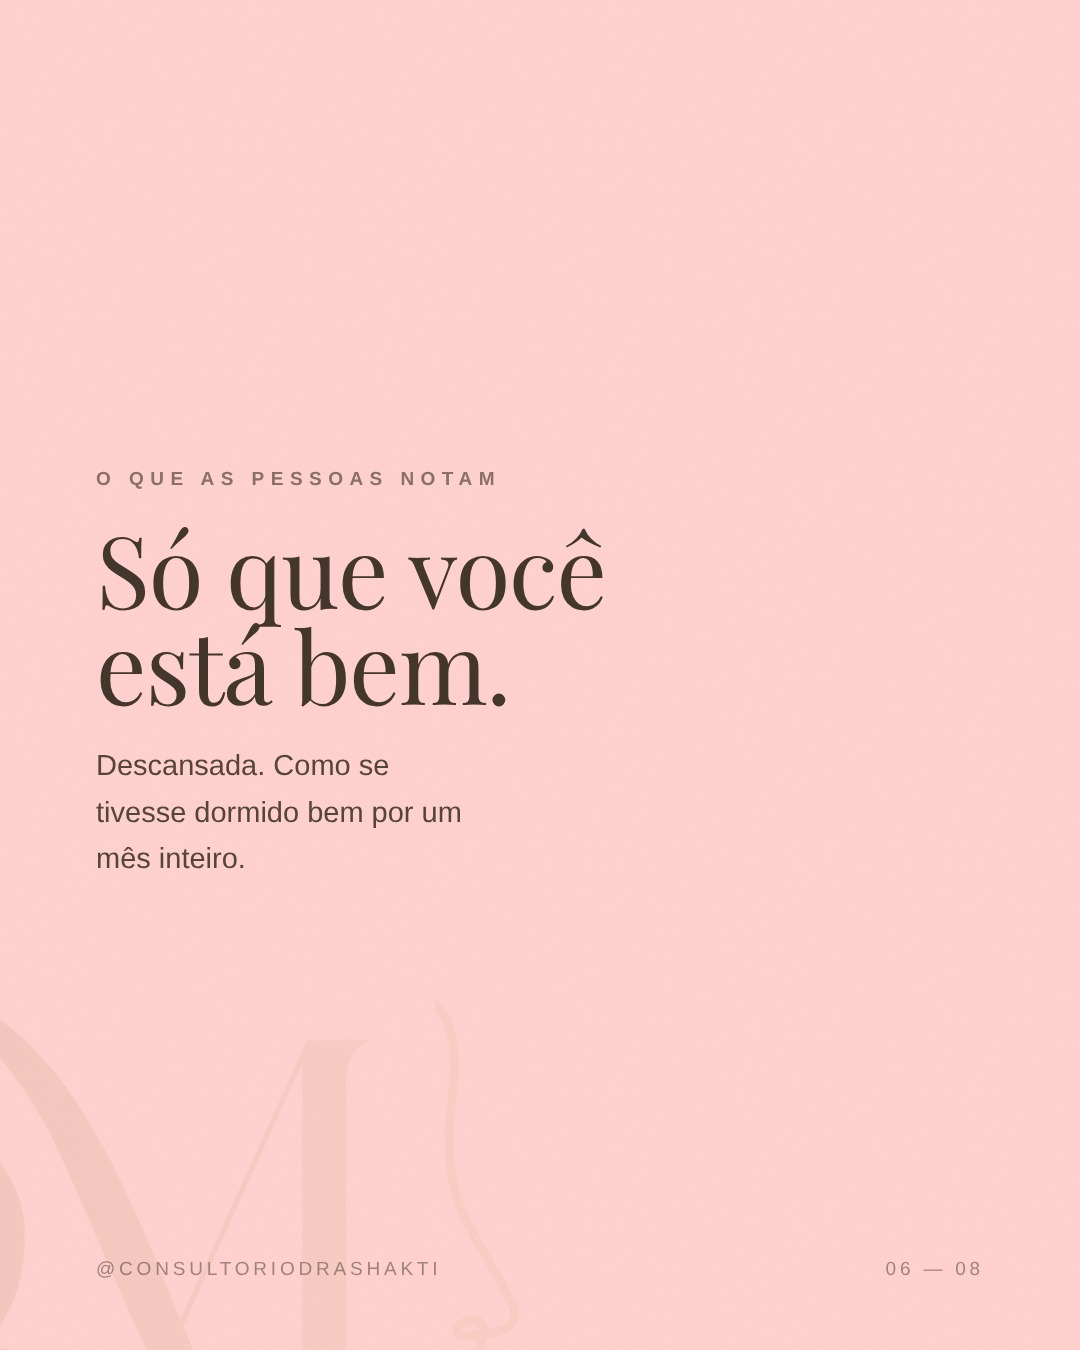 O QUE AS PESSOAS NOTAM
Só que você
está bem.
Descansada. Como se
tivesse dormido bem por um
mês inteiro.
M
@CONSULTORIODRASHAKTI
06 — 08